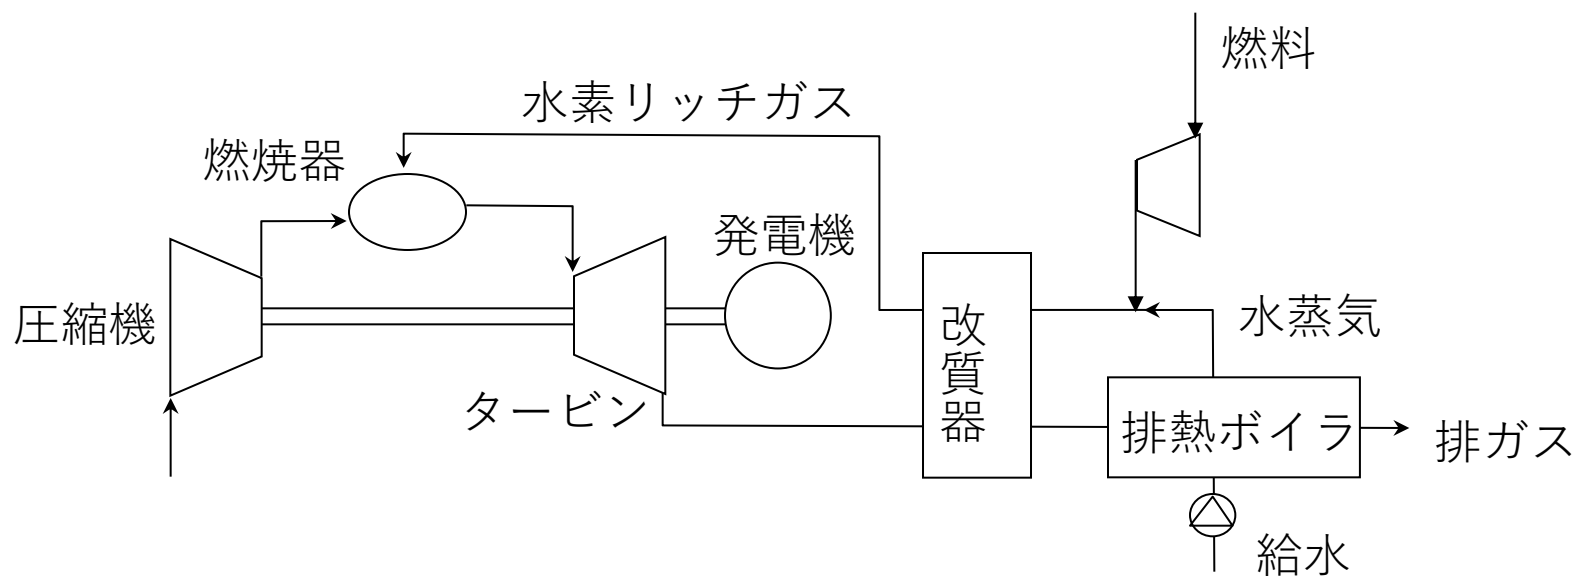 燃料
水素リッチガス
燃焼器
発電機
圧縮機
水蒸気
改質器
タービン
排熱ボイラ
排ガス
給水